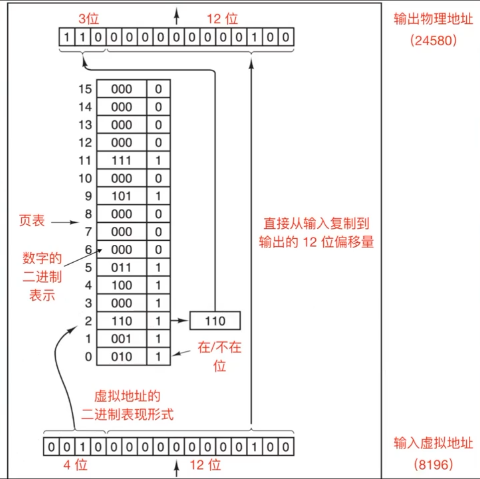 3位 12 位
输出物理地址
(24580)
1 1 0 0 0 0 0 0 0 0 0 0 1 0 0
15 000 0
14 000 0
13 000 0
12 000 0
11 111 1
10 000 0
9 101 1
8 000 0
7 000 0
6 000 0
5 011 1
4 100 1
3 000 1
2 110 1
1 001 1
0 010 1
页表
数字的
二进制
表示
110
在/不在
位
直接从输入复制到
输出的 12 位偏移量
虚拟地址的
二进制表现形式
0 0 1 0 0 0 0 0 0 0 0 0 0 1 0 0
4 位 12 位
输入虚拟地址
(8196)